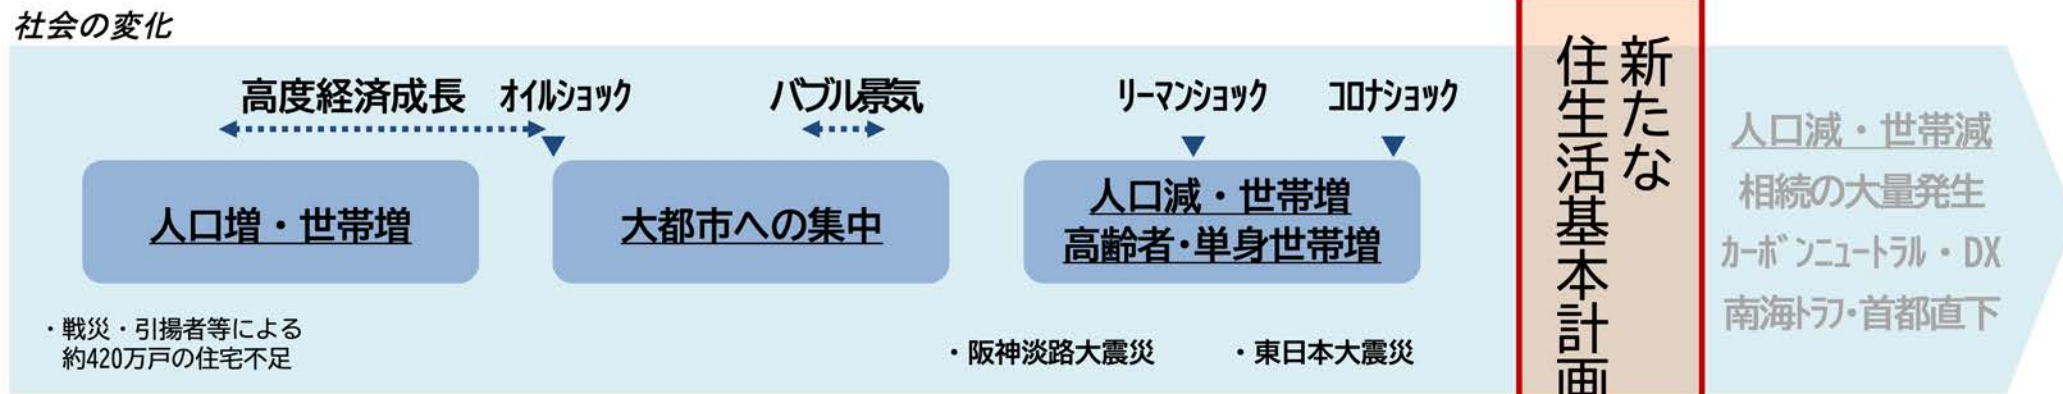 社会の変化
高度経済成長 オイルショック バブル景気 リーマンショック コロナショック
人口増・世帯増
大都市への集中
人口減・世帯増
高齢者・単身世帯増
・戦災・引揚者等による
約420万戸の住宅不足
・阪神淡路大震災
・東日本大震災
新たな
住生活基本計画
人口減・世帯減
相続の大量発生
カーボンニュートラル・DX
南海トラフ・首都直下